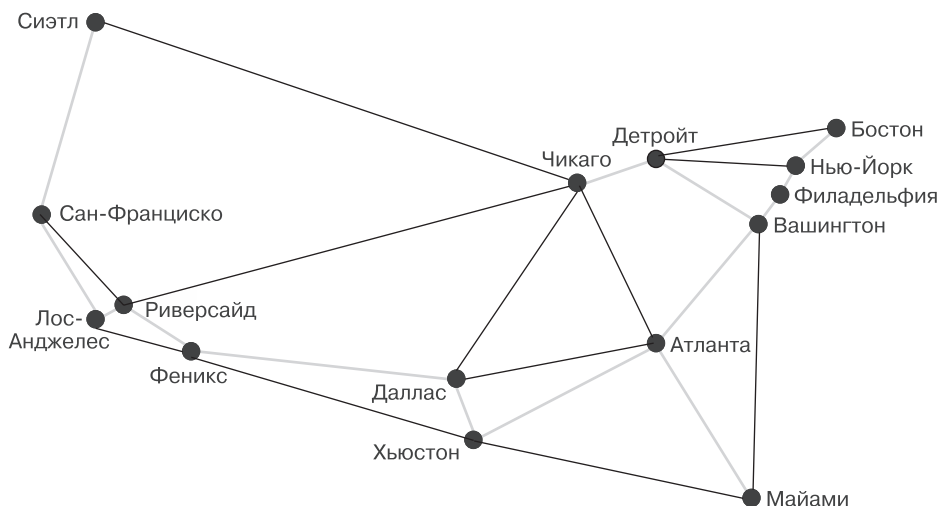 Сиэтл
Бостон
Детройт
Чикаго
Нью-Йорк
Филадельфия
Сан-Франциско
Вашингтон
Риверсайд
Лос-
Анджелес
Атланта
Феникс
Даллас
Хьюстон
Майами